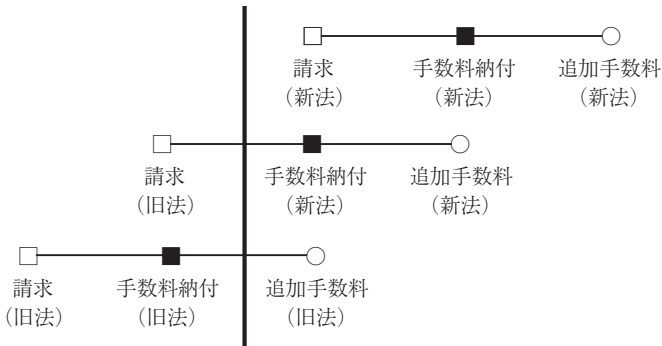 請求 手数料納付 追加手数料
（新法） （新法） （新法）
請求 手数料納付 追加手数料
（旧法） （新法） （新法）
請求 手数料納付 追加手数料
（旧法） （旧法） （旧法）